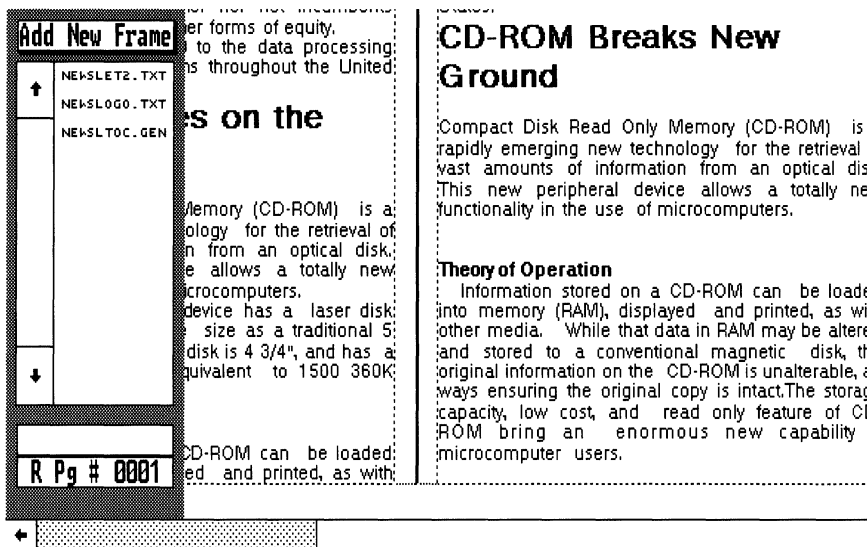 Add New Frame
NEWSLET2.TXT
NEWSLOGO.TXT
NEWSLTOC.GEN
R Pg # 0001
er forms of equity.
to the data processing
ns throughout the United
es on the
Memory (CD-ROM) is a
ology for the retrieval of
n from an optical disk.
e allows a totally new
crocomputers.
device has a laser disk
size as a traditional 5
disk is 4 3/4", and has a
quivalent to 1500 360K
CD-ROM can be loaded
ed and printed, as with
CD-ROM Breaks New
Ground
Compact Disk Read Only Memory (CD-ROM) is
rapidly emerging new technology for the retrieval
vast amounts of information from an optical dis
This new peripheral device allows a totally ne
functionality in the use of microcomputers.
Theory of Operation
Information stored on a CD-ROM can be loade
into memory (RAM), displayed and printed, as wi
other media. While that data in RAM may be altere
and stored to a conventional magnetic disk, th
original information on the CD-ROM is unalterable, a
ways ensuring the original copy is intact.The storag
capacity, low cost, and read only feature of CD
ROM bring an enormous new capability
microcomputer users.